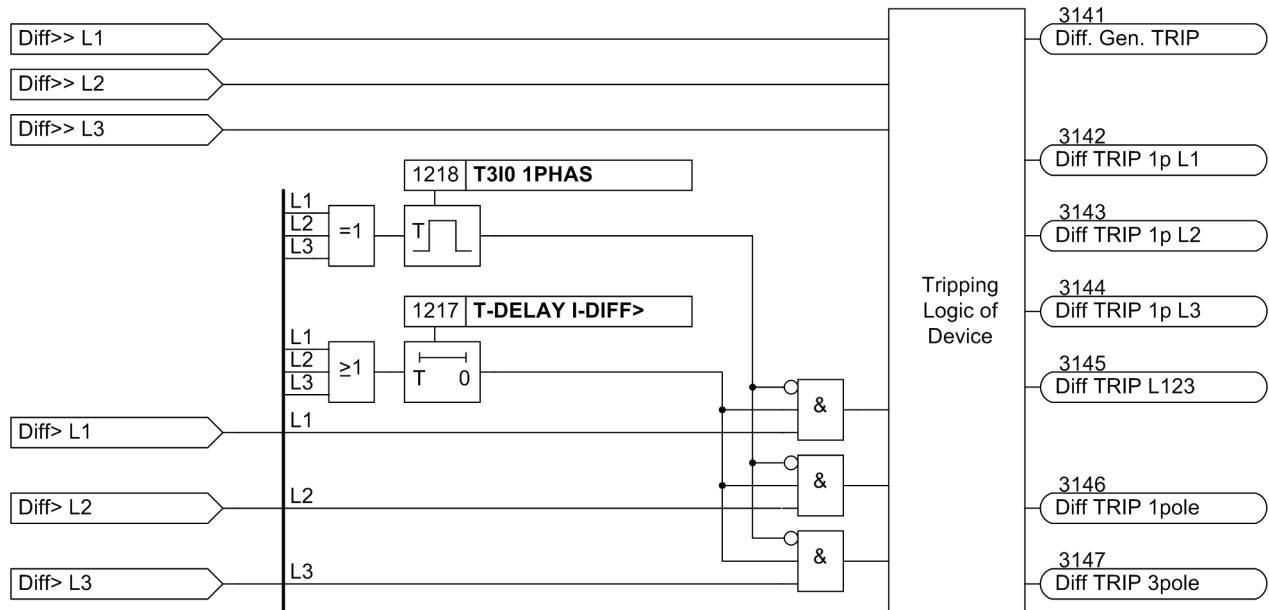 3141
Diff>> L1
Diff. Gen. TRIP
Diff>> L2
Diff>> L3
3142
Diff TRIP 1p L1
1218 T3I0 1PHAS
L1
L2
L3
=1
T
3143
Diff TRIP 1p L2
Tripping
Logic of
Device
3144
Diff TRIP 1p L3
1217 T-DELAY I-DIFF>
L1
L2
L3
≥1
T 0
3145
Diff TRIP L123
&
L1
Diff> L1
&
L2
Diff> L2
3146
Diff TRIP 1pole
&
L3
Diff> L3
3147
Diff TRIP 3pole